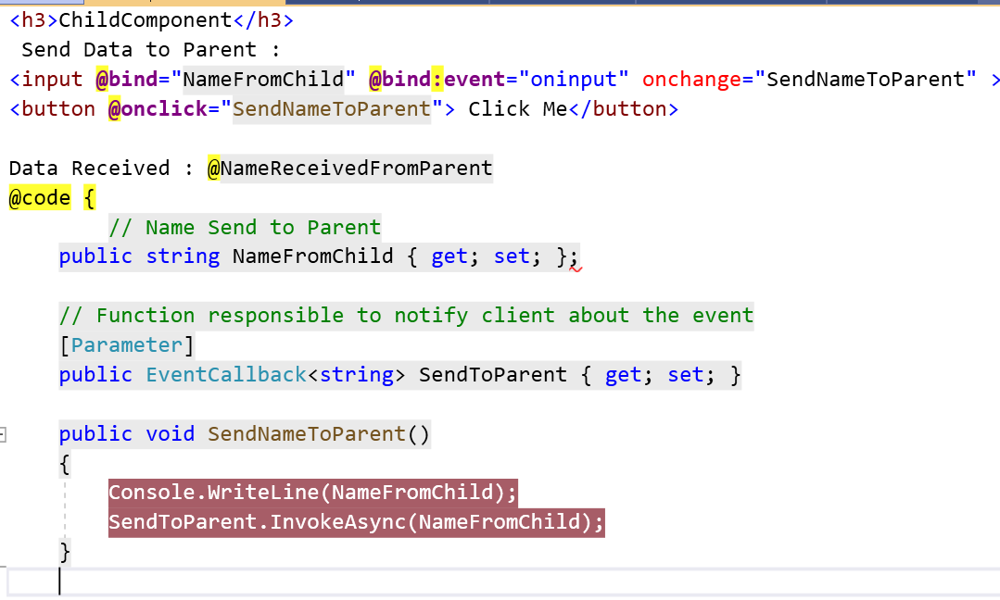 <h3>ChildComponent</h3>
Send Data to Parent :
<input @bind="NameFromChild" @bind:event="oninput" onchange="SendNameToParent" >
<button @onclick="SendNameToParent"> Click Me</button>
Data Received : @NameReceivedFromParent
@code {
// Name Send to Parent
public string NameFromChild { get; set; };
// Function responsible to notify client about the event
[Parameter]
public EventCallback<string> SendToParent { get; set; }
public void SendNameToParent()
{
Console.WriteLine(NameFromChild);
SendToParent.InvokeAsync(NameFromChild);
}